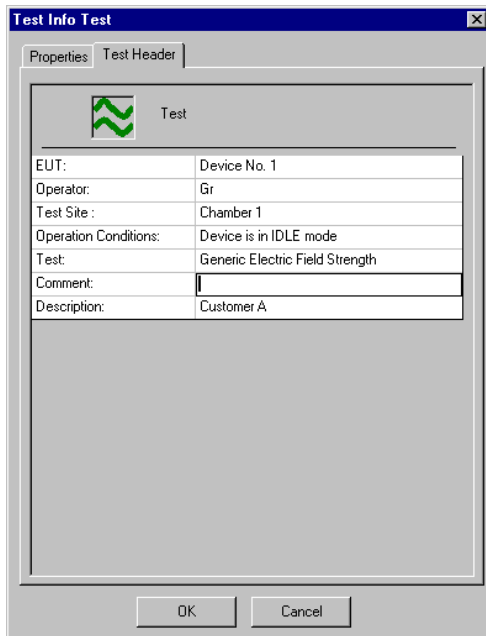 Test Info Test
Properties Test Header
Test
EUT: Device No. 1
Operator: Gr
Test Site : Chamber 1
Operation Conditions: Device is in IDLE mode
Test: Generic Electric Field Strength
Comment:
Description: Customer A
OK Cancel